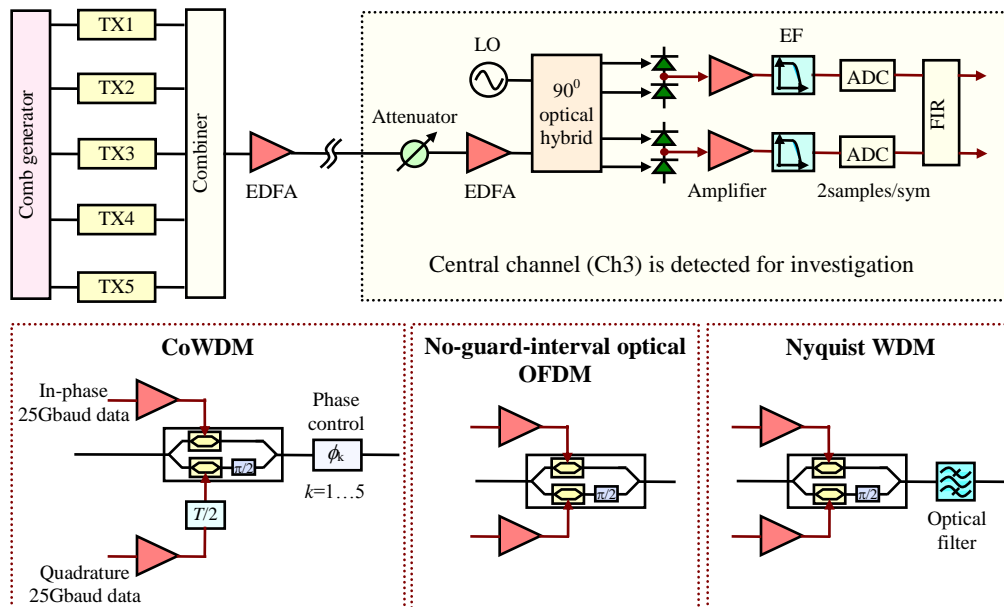 Comb generator
TX1
TX2
TX3
TX4
TX5
Combiner
EDFA
Attenuator
EDFA
LO
90⁰
optical
hybrid
Amplifier
EF
ADC
ADC
2samples/sym
FIR
Central channel (Ch3) is detected for investigation
CoWDM
In-phase
25Gbaud data
π/2
T/2
Quadrature
25Gbaud data
Phase
control
ϕk
k=1…5
No-guard-interval optical
OFDM
π/2
Nyquist WDM
π/2
Optical
filter